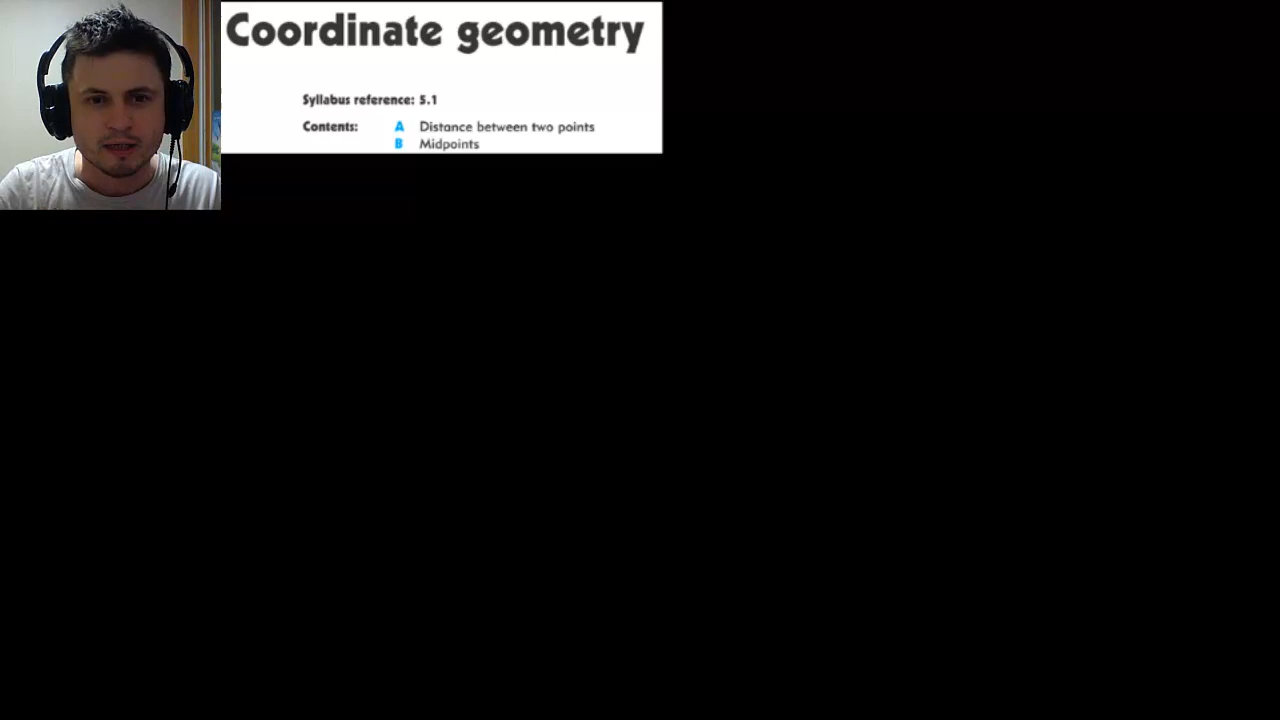 Coordinate geometry
Syllabus reference: 5.1
Contents: A Distance between two points
B Midpoints